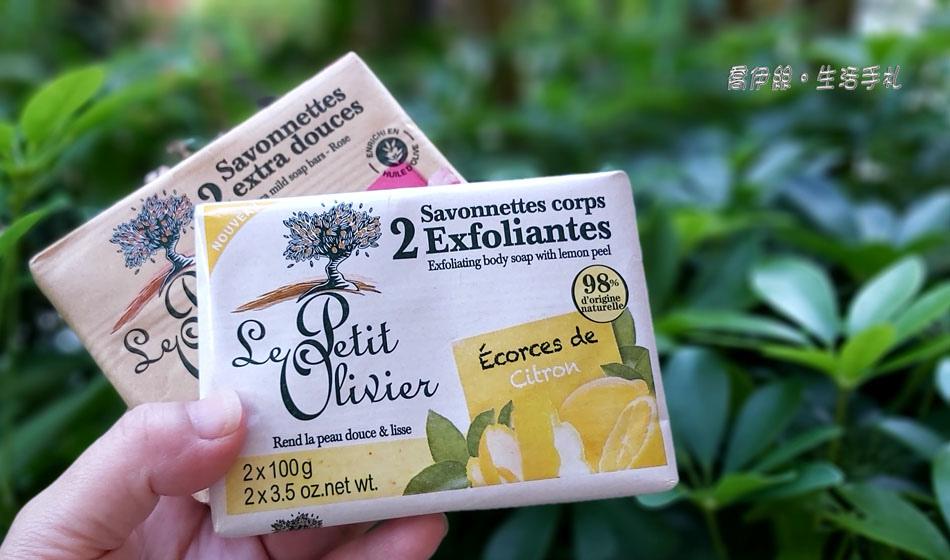 喬伊絲•生活手札
2 Savonnettes
extra douces
mild soap bars - Rose
ENRICHI EN
HUILE D'OLIVE
NOUVEAU
2 Savonnettes corps
Exfoliantes
Exfoliating body soap with lemon peel
98%
d'origine
naturelle
Le Petit
Olivier
Écorces de
Citron
Rend la peau douce & lisse
2 x 100 g
2 x 3.5 oz.net wt.
Le